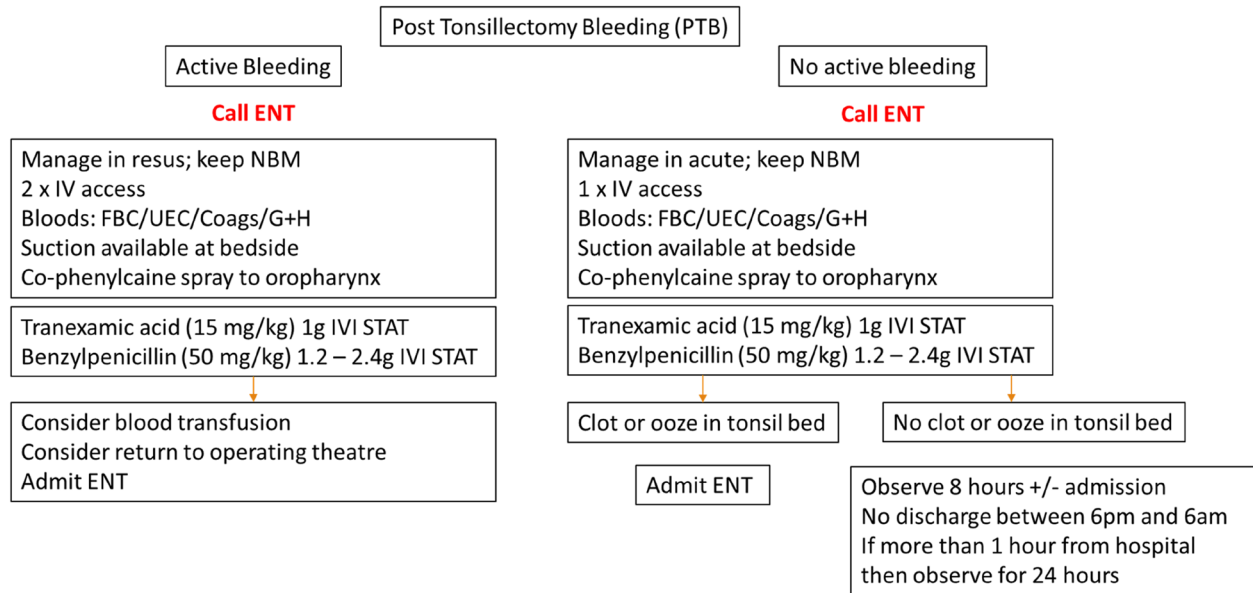 Post Tonsillectomy Bleeding (PTB)
Active Bleeding
Call ENT
Manage in resus; keep NBM
2 x IV access
Bloods: FBC/UEC/Coags/G+H
Suction available at bedside
Co-phenylcaine spray to oropharynx
Tranexamic acid (15 mg/kg) 1g IVI STAT
Benzylpenicillin (50 mg/kg) 1.2 – 2.4g IVI STAT
Consider blood transfusion
Consider return to operating theatre
Admit ENT
No active bleeding
Call ENT
Manage in acute; keep NBM
1 x IV access
Bloods: FBC/UEC/Coags/G+H
Suction available at bedside
Co-phenylcaine spray to oropharynx
Tranexamic acid (15 mg/kg) 1g IVI STAT
Benzylpenicillin (50 mg/kg) 1.2 – 2.4g IVI STAT
Clot or ooze in tonsil bed
Admit ENT
No clot or ooze in tonsil bed
Observe 8 hours +/- admission
No discharge between 6pm and 6am
If more than 1 hour from hospital
then observe for 24 hours